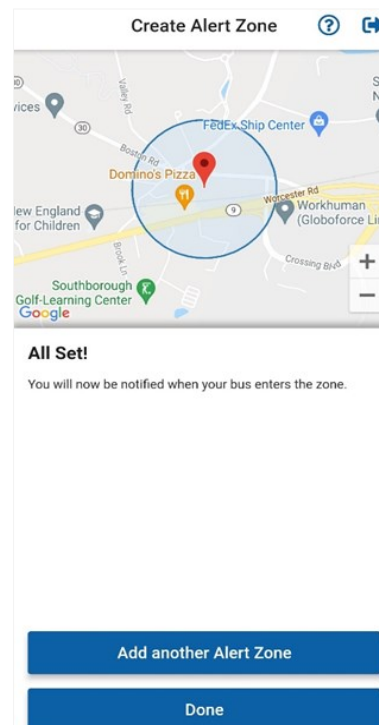 Create Alert Zone
Valley Rd
ices
30
FedEx Ship Center
Boston Rd
Domino's Pizza
Worcester Rd
ew England
for Children
9
Workhuman
(Globoforce Li
Brook Ln
Crossing Blvd
Southborough
Golf-Learning Center
Google
+
−
All Set!
You will now be notified when your bus enters the zone.
Add another Alert Zone
Done